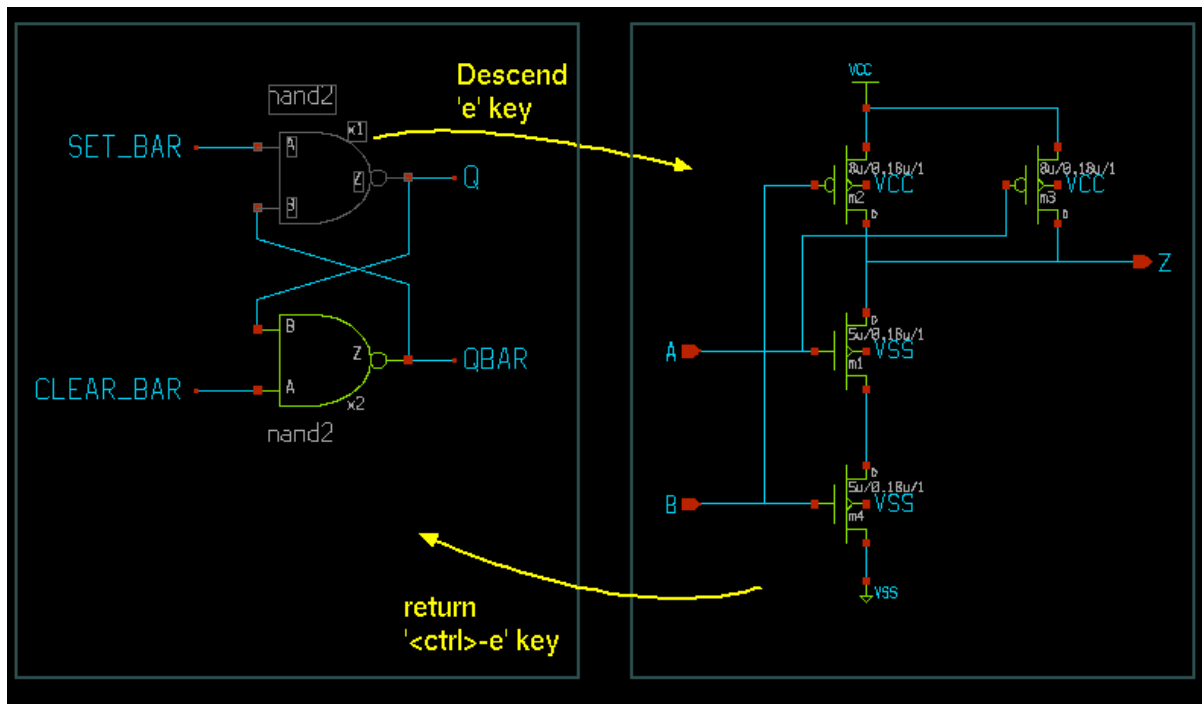 nand2
x1
SET_BAR
A
Z
Q
B
B
Z
QBAR
CLEAR_BAR
A
x2
nand2
Descend
'e' key
return
'<ctrl>-e' key
VCC
8u/0.18u/1
VCC
m2
D
8u/0.18u/1
VCC
m3
D
Z
D
5u/0.18u/1
A
VSS
m1
D
5u/0.18u/1
B
VSS
m4
VSS